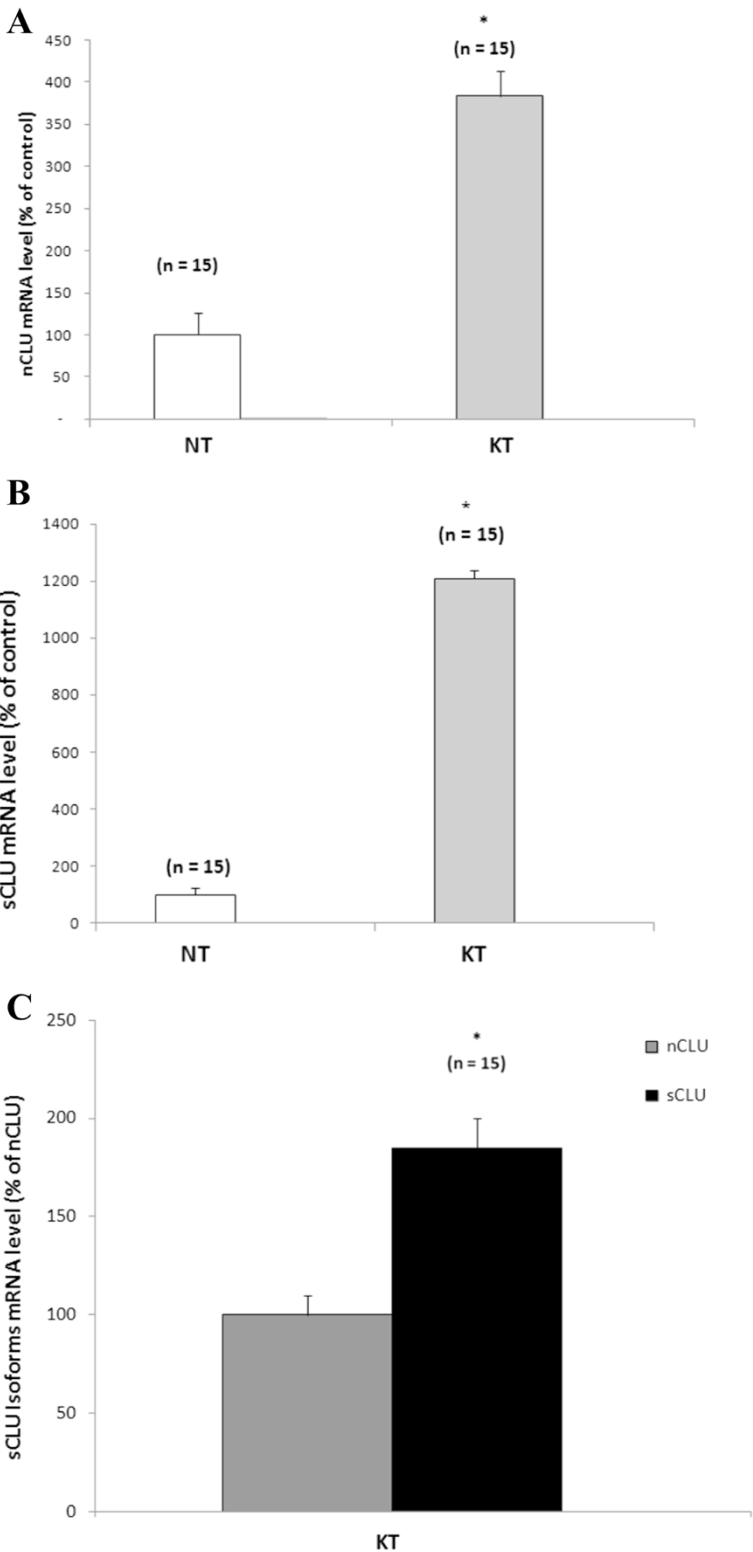 A
*
(n = 15)
(n = 15)
450
400
350
300
250
200
150
100
50
-
nCLU mRNA level (% of control)
NT
KT
B
*
(n = 15)
(n = 15)
1400
1200
1000
800
600
400
200
0
sCLU mRNA level (% of control)
NT
KT
C
*
(n = 15)
nCLU
sCLU
250
200
150
100
50
0
sCLU Isoforms mRNA level (% of nCLU)
KT